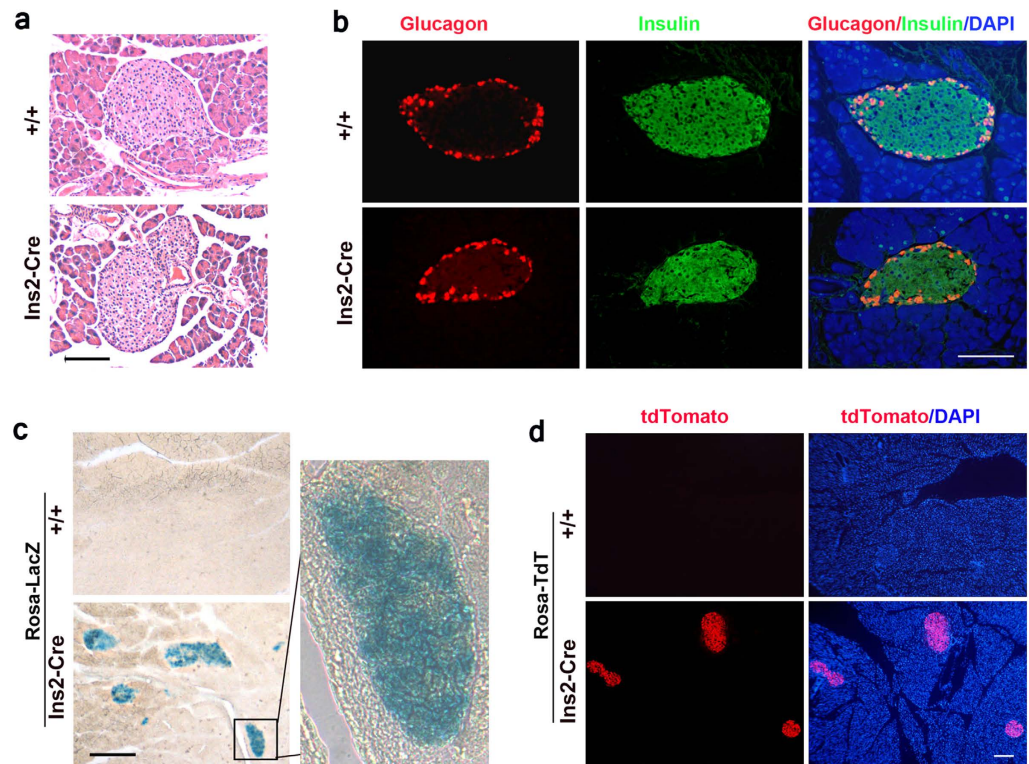 a
+/+
Ins2-Cre
b
Glucagon
Insulin
Glucagon/Insulin/DAPI
+/+
Ins2-Cre
c
Rosa-LacZ
+/+
Ins2-Cre
d
tdTomato
tdTomato/DAPI
Rosa-TdT
+/+
Ins2-Cre